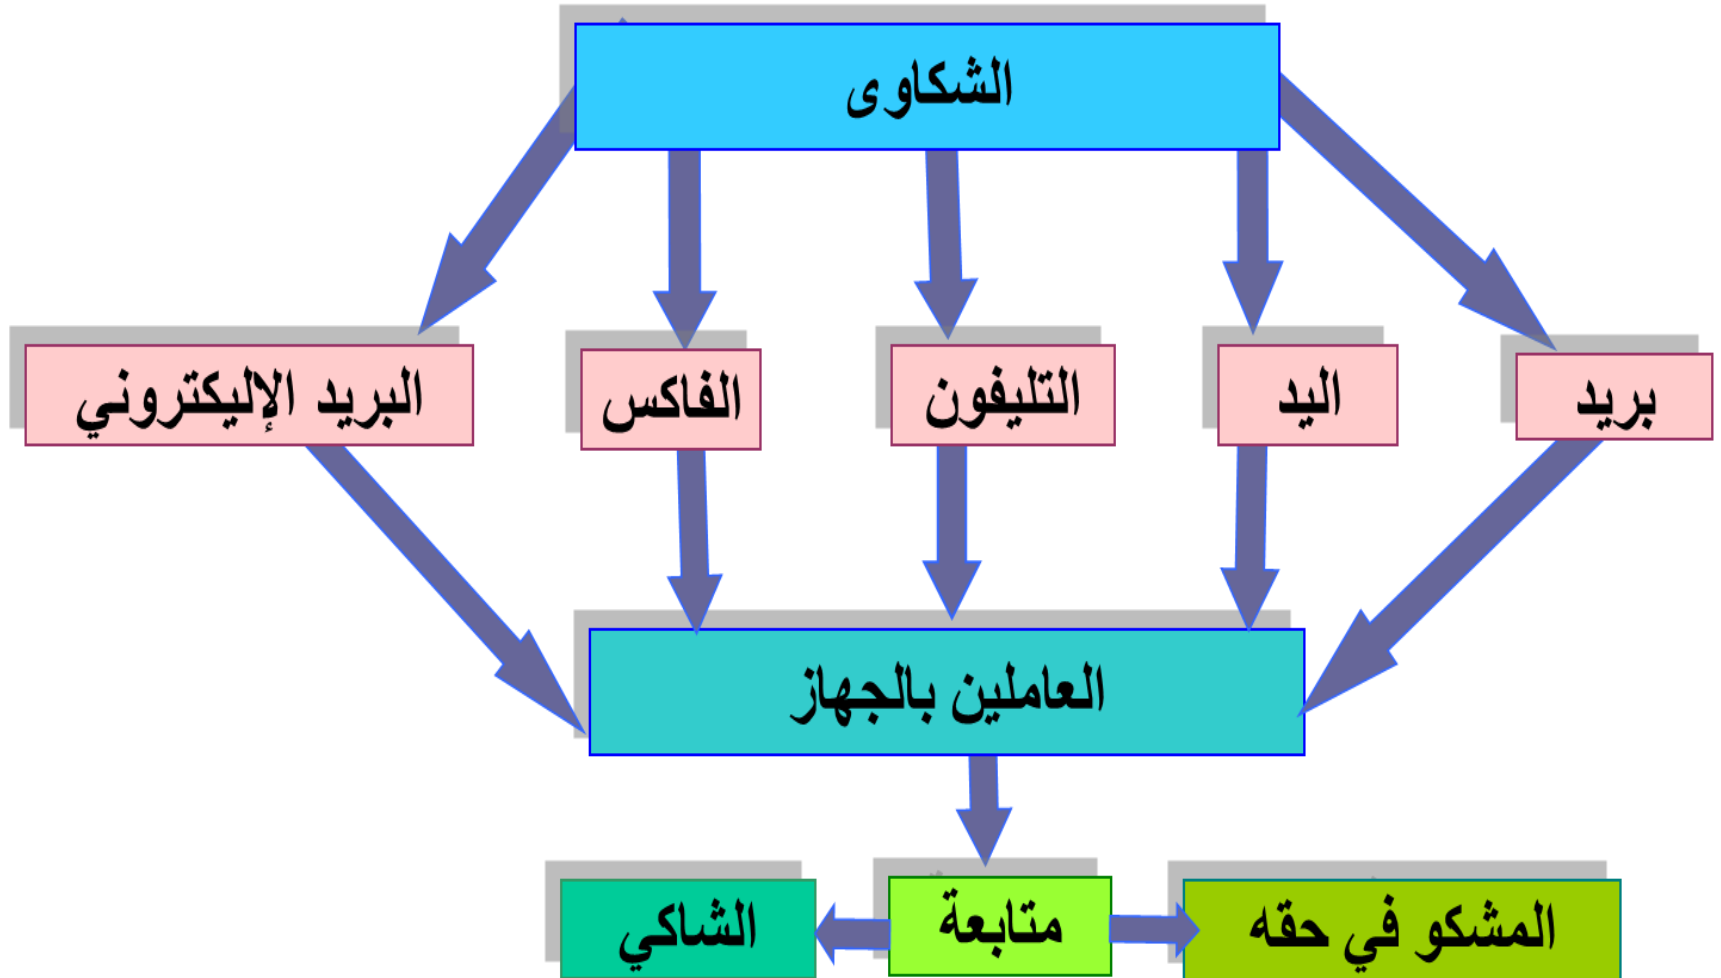 الشكاوى
بريد
اليد
التليفون
الفاكس
البريد الإليكتروني
العاملين بالجهاز
المشكو في حقه
متابعة
الشاكي